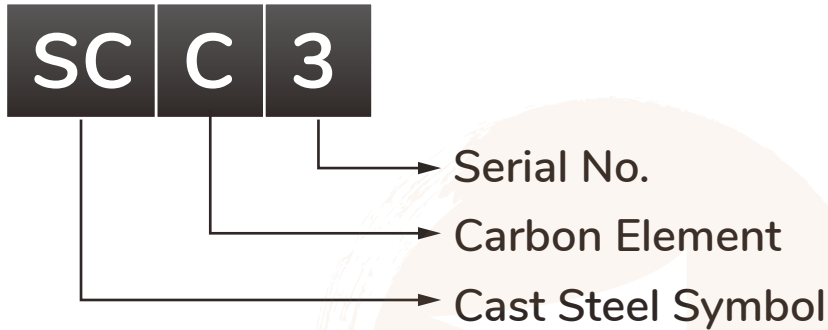 SC C 3
Serial No.
Carbon Element
Cast Steel Symbol